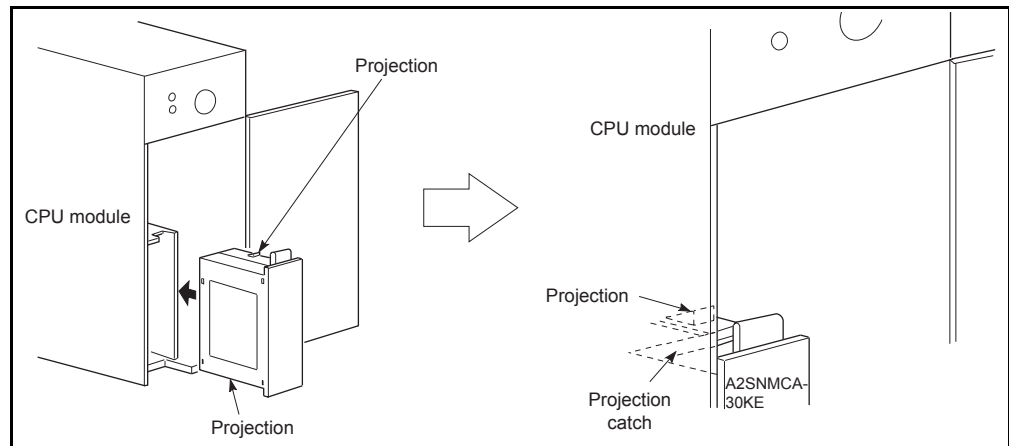 Projection
CPU module
Projection
CPU module
Projection
Projection
catch
A2SNMCA-
30KE